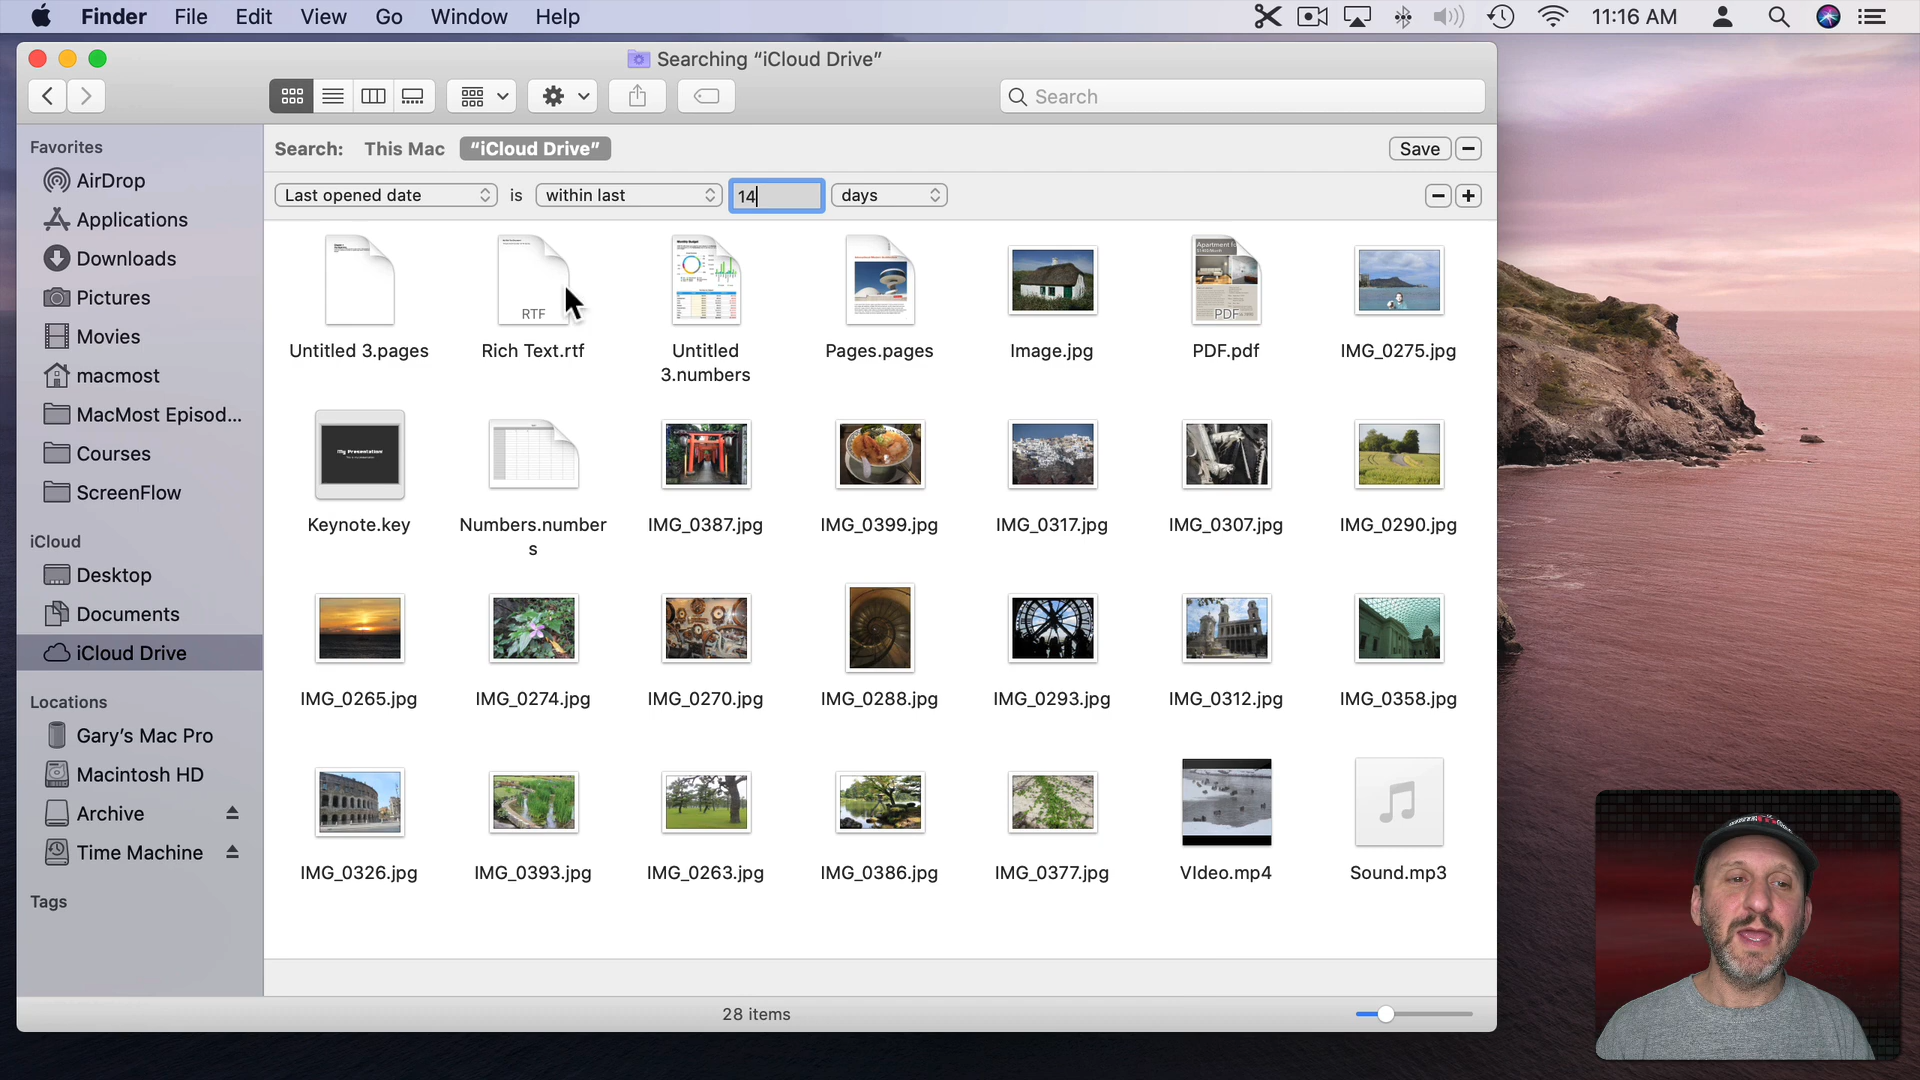 Finder File Edit View Go Window Help 11:16 AM
Searching “iCloud Drive”
Search
Favorites
AirDrop
Applications
Downloads
Pictures
Movies
macmost
MacMost Episod...
Courses
ScreenFlow
iCloud
Desktop
Documents
iCloud Drive
Locations
Gary’s Mac Pro
Macintosh HD
Archive
Time Machine
Tags
Search: This Mac “iCloud Drive” Save
Last opened date is within last 14 days
RTF
Apartment fo
PDF
Untitled 3.pages Rich Text.rtf Untitled Pages.pages Image.jpg PDF.pdf IMG_0275.jpg
3.numbers
My Presentation
Keynote.key Numbers.number IMG_0387.jpg IMG_0399.jpg IMG_0317.jpg IMG_0307.jpg IMG_0290.jpg
s
IMG_0265.jpg IMG_0274.jpg IMG_0270.jpg IMG_0288.jpg IMG_0293.jpg IMG_0312.jpg IMG_0358.jpg
IMG_0326.jpg IMG_0393.jpg IMG_0263.jpg IMG_0386.jpg IMG_0377.jpg VIdeo.mp4 Sound.mp3
28 items